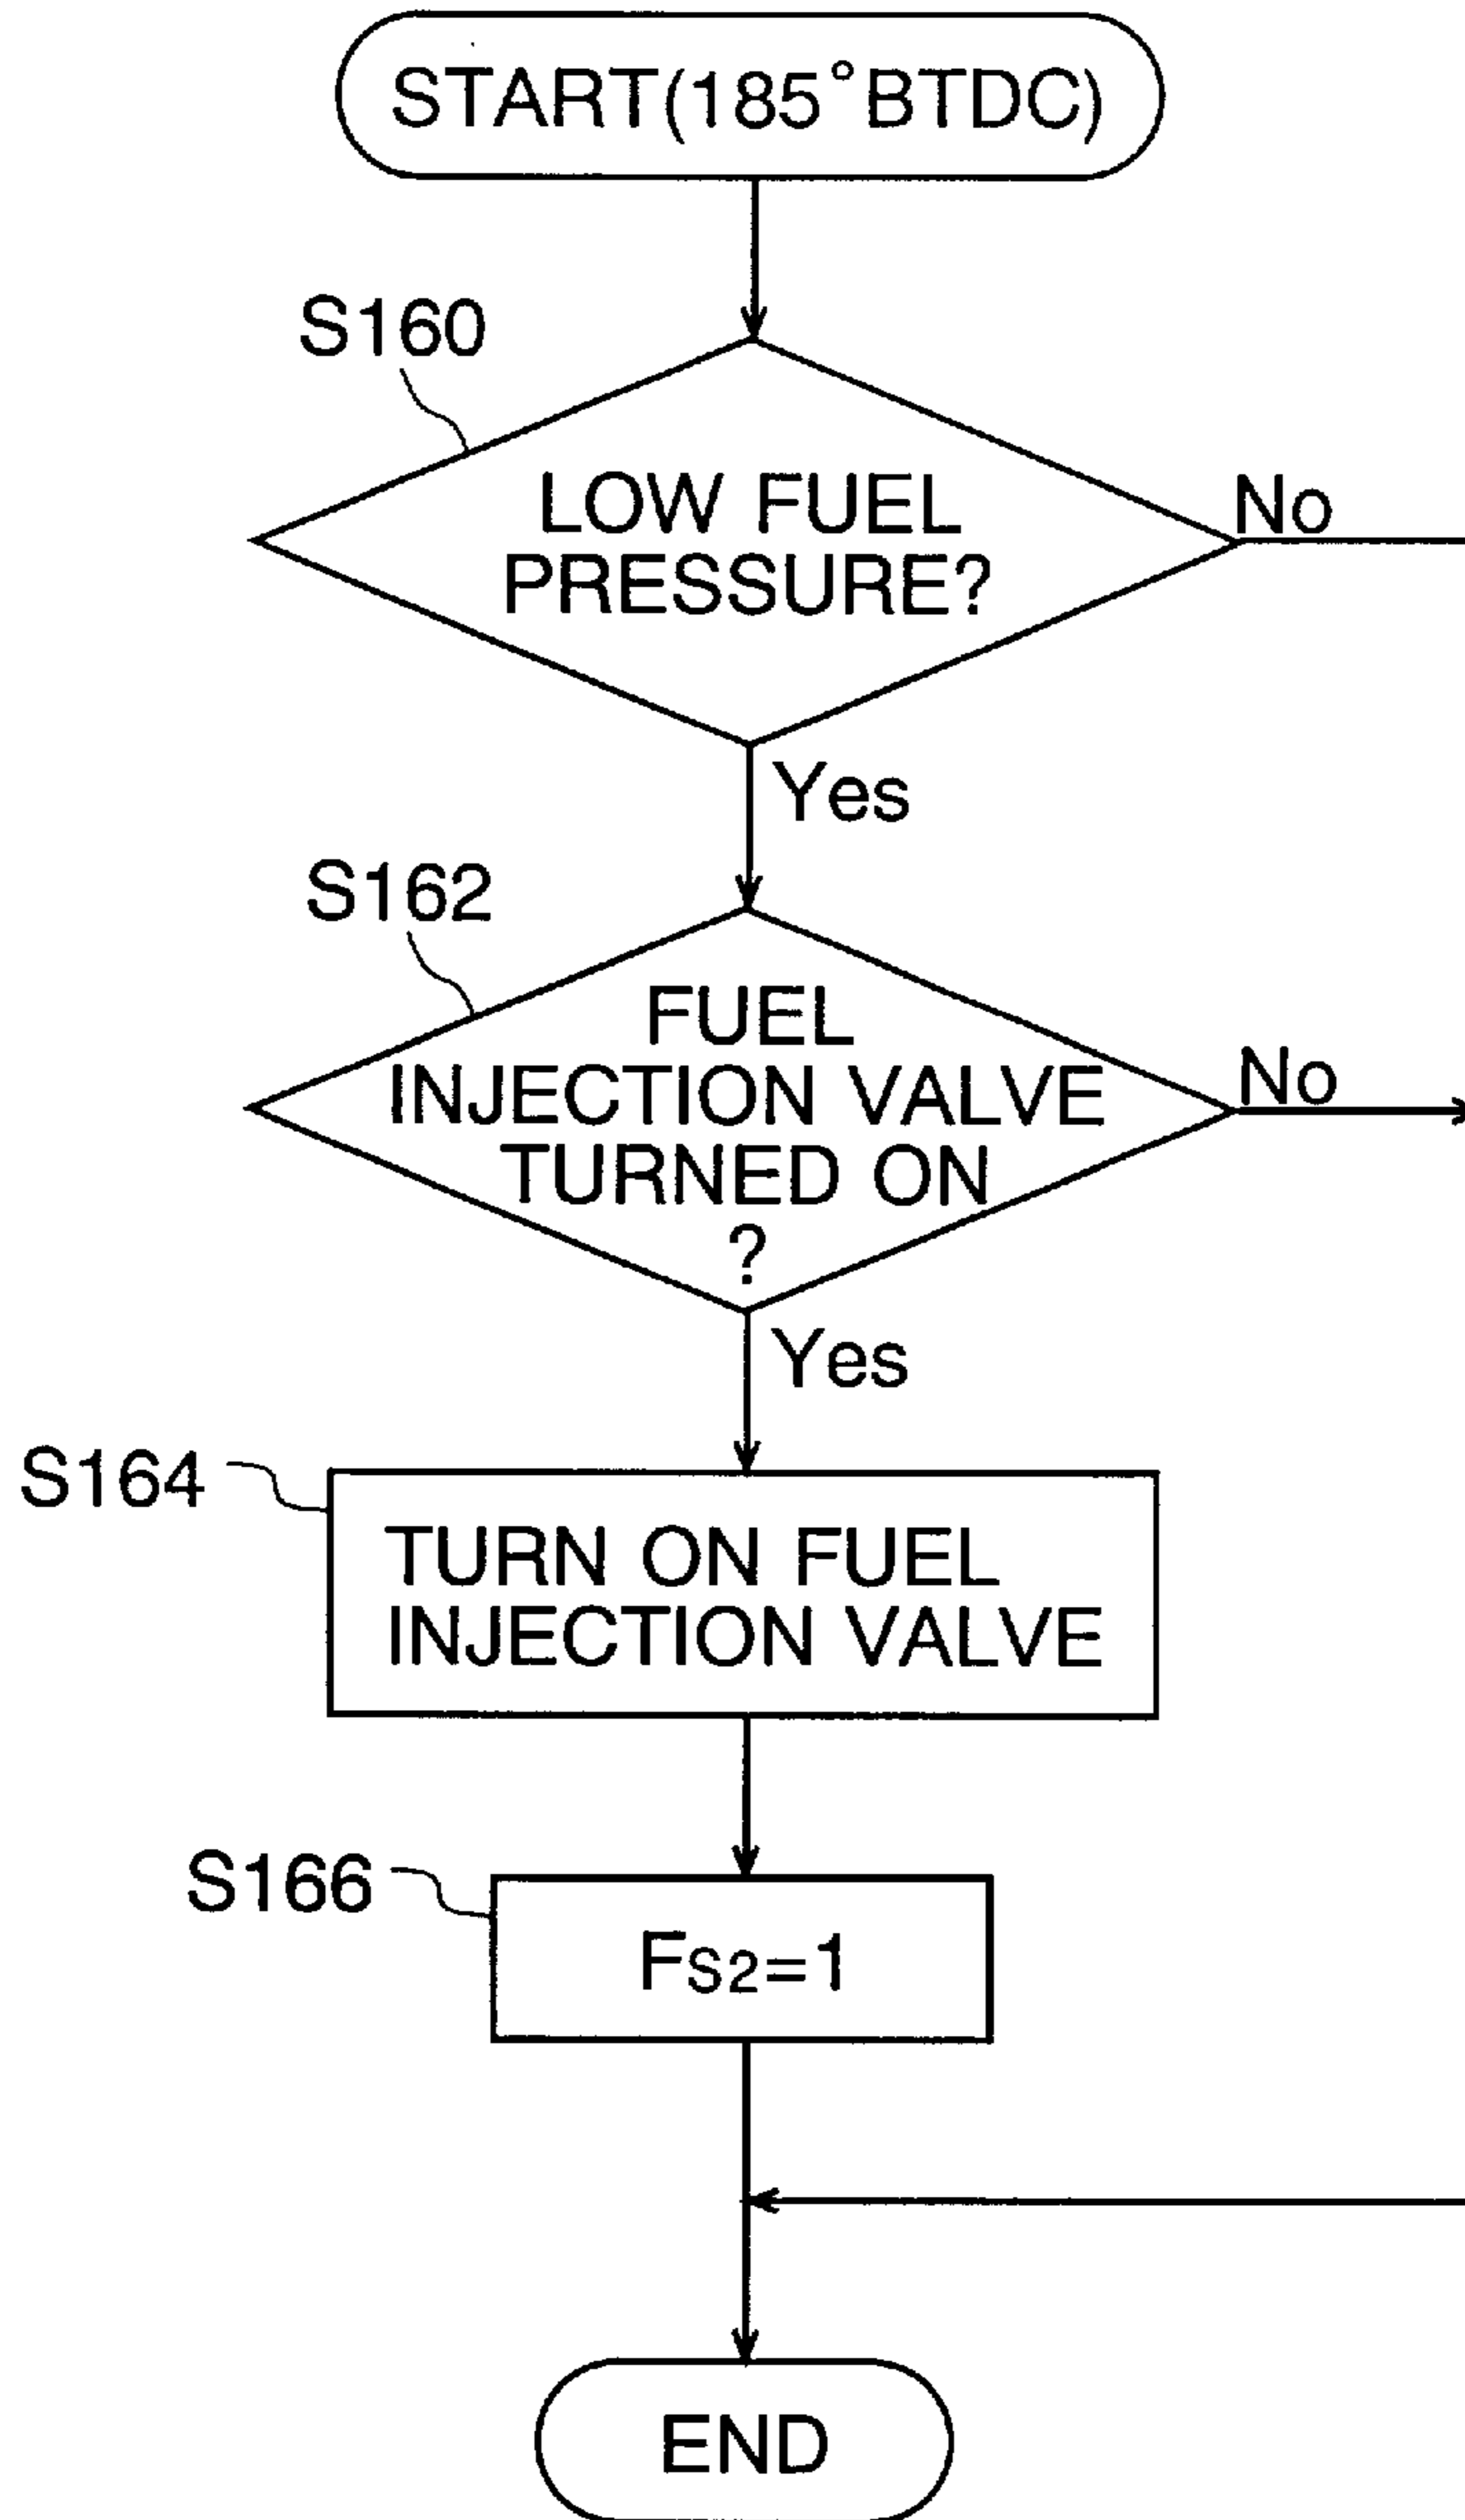 START(185°BTDC)
S160
LOW FUEL
PRESSURE?
No
Yes
S162
FUEL
INJECTION VALVE
TURNED ON
?
No
Yes
S164
TURN ON FUEL
INJECTION VALVE
S166
FS2=1
END